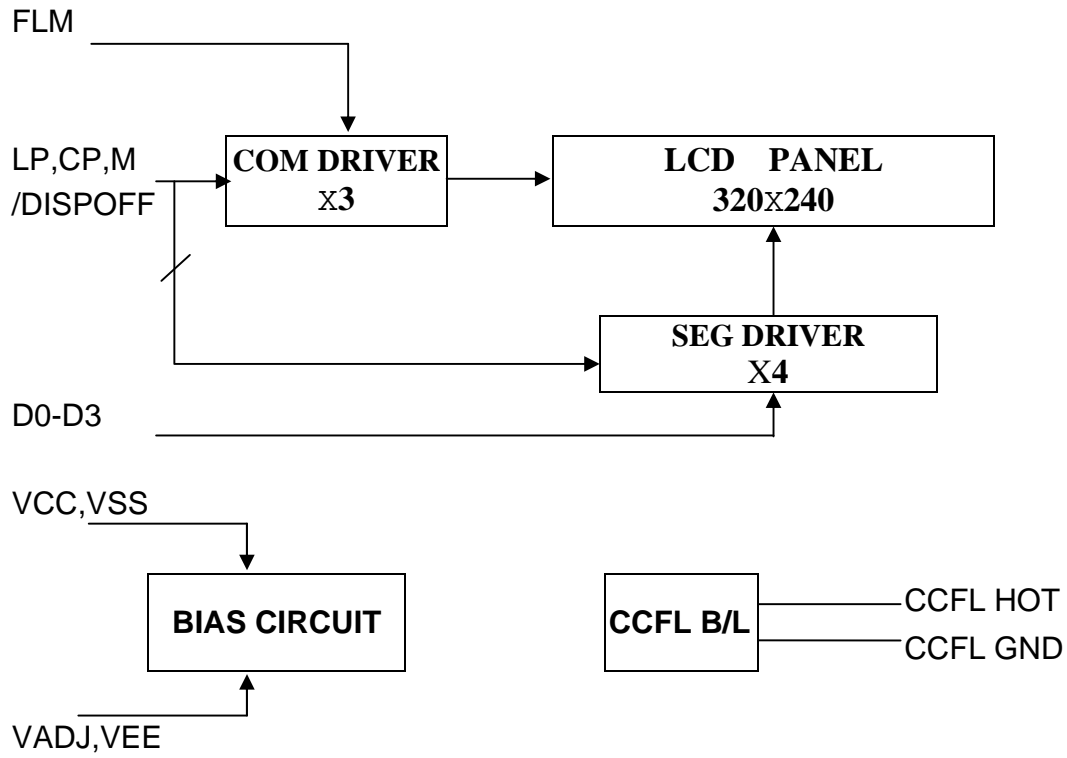 FLM
LP,CP,M
/DISPOFF
COM DRIVER
X3
LCD PANEL
320X240
SEG DRIVER
X4
D0-D3
VCC,VSS
BIAS CIRCUIT
CCFL B/L
CCFL HOT
CCFL GND
VADJ,VEE